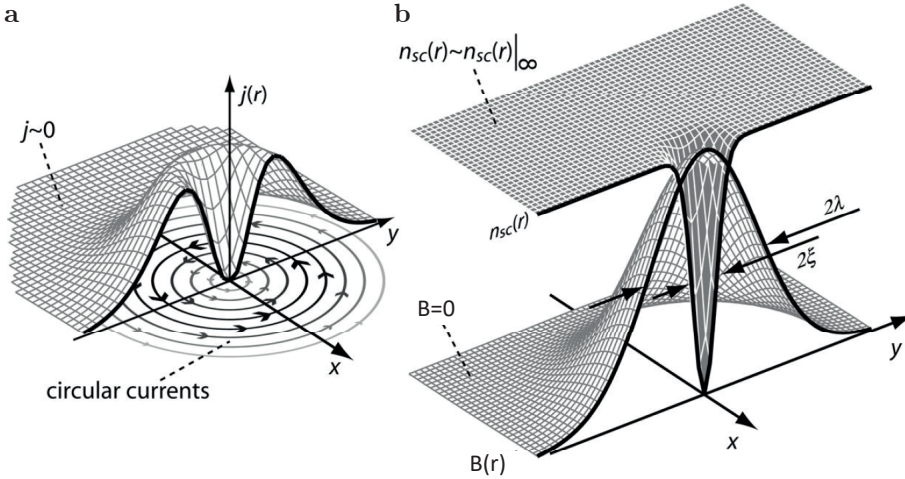 a
j(r)
j~0
y
x
circular currents
b
n_sc(r)~n_sc(r)|∞
n_sc(r)
2λ
2ξ
B=0
y
x
B(r)